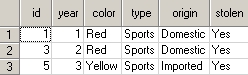 id year color type origin stolen
1 1 1 Red Sports Domestic Yes
2 3 2 Red Sports Domestic Yes
3 5 3 Yellow Sports Imported Yes